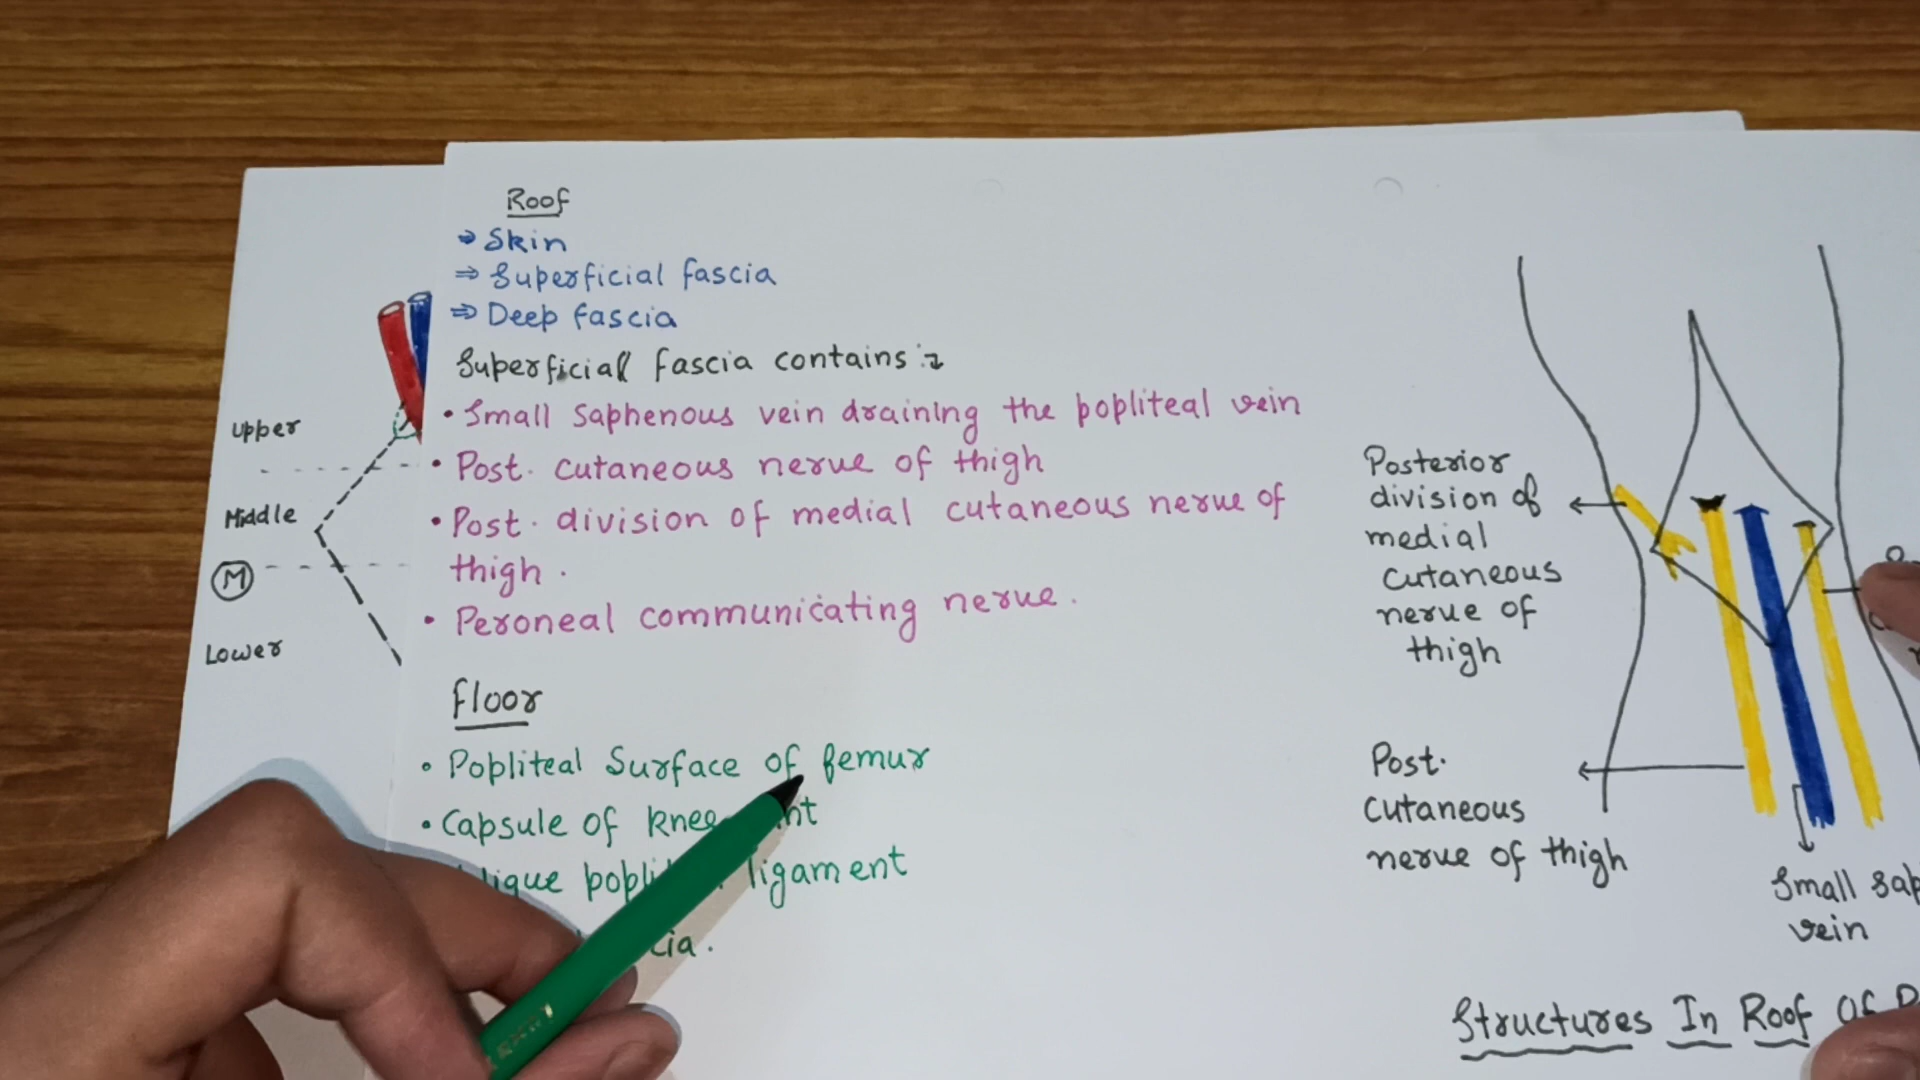 Roof
⇒ Skin
⇒ Superficial fascia
⇒ Deep fascia
Superficial fascia contains :
• Small saphenous vein draining the popliteal vein
• Post. cutaneous nerve of thigh
• Post. division of medial cutaneous nerve of
thigh.
• Peroneal communicating nerve.
Floor
• Popliteal Surface of femur
• Capsule of
ligament
Upper
Middle
M
Lower
Posterior
division of
medial
cutaneous
nerve of
thigh
Post.
cutaneous
nerve of thigh
Small
vein
Structures In Roof Of